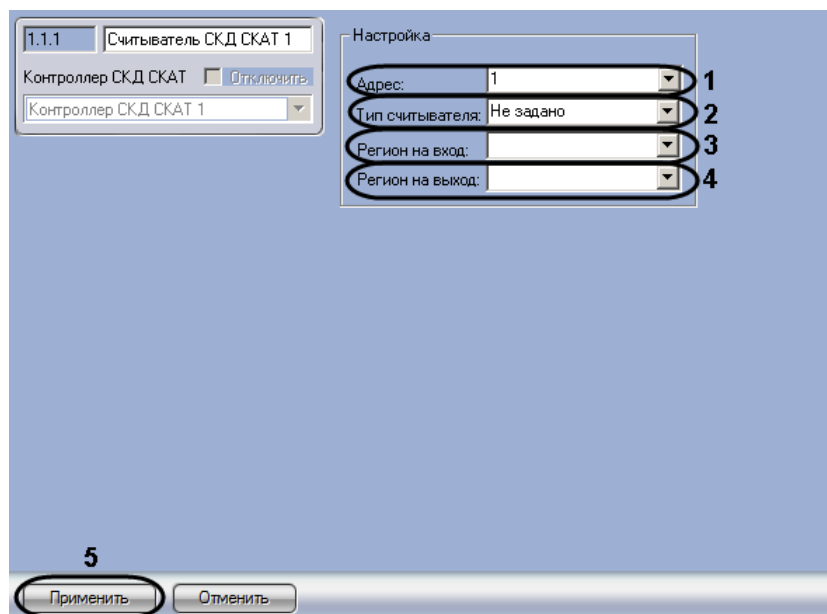 1.1.1 Считыватель СКД СКАТ 1
Контроллер СКД СКАТ Отключить
Контроллер СКД СКАТ 1
Настройка
Адрес: 1 1
Тип считывателя: Не задано 2
Регион на вход: 3
Регион на выход: 4
5
Применить Отменить